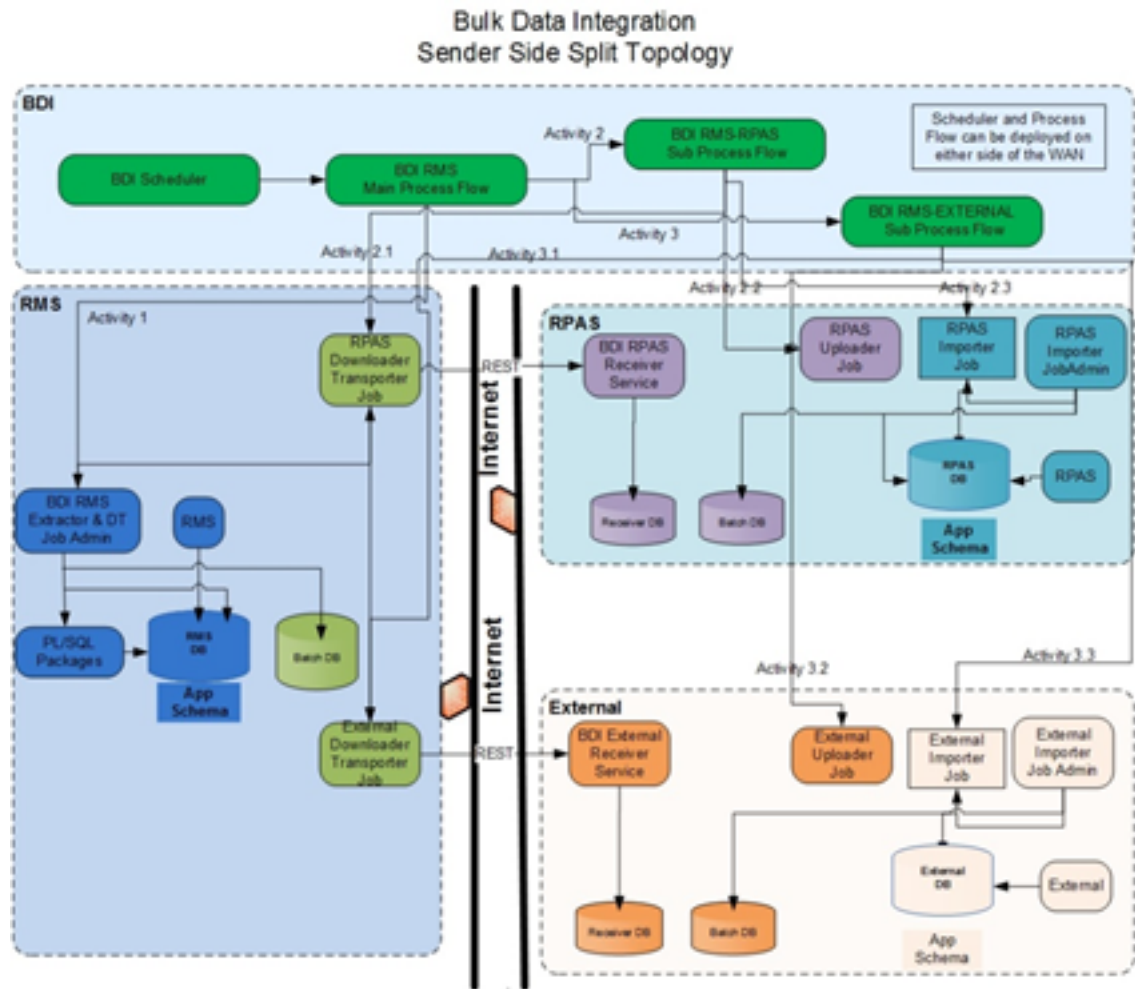 Bulk Data Integration
Sender Side Split Topology
BDI
BDI Scheduler
BDI RMS
Main Process Flow
Activity 2
BDI RMS-RPAS
Sub Process Flow
Scheduler and Process
Flow can be deployed on
either side of the WAN
Activity 3
BDI RMS-EXTERNAL
Sub Process Flow
Activity 2.1
Activity 3.1
Activity 2.2
Activity 2.3
RMS
Activity 1
RPAS
Downloader
Transporter
Job
REST
Internet
RPAS
BDI RPAS
Receiver
Service
RPAS
Uploader
Job
RPAS
Importer
Job
RPAS
Importer
JobAdmin
BDI RMS
Extractor & DT
Job Admin
RMS
Receiver DB
Batch DB
RPAS
DB
RPAS
App
Schema
PL/SQL
Packages
RMS
DB
Batch DB
App
Schema
Internet
Activity 3.2
Activity 3.3
External
Downloader
Transporter
Job
REST
External
BDI External
Receiver
Service
External
Uploader
Job
External
Importer
Job
External
Importer
Job Admin
Receiver DB
Batch DB
External
DB
External
App
Schema